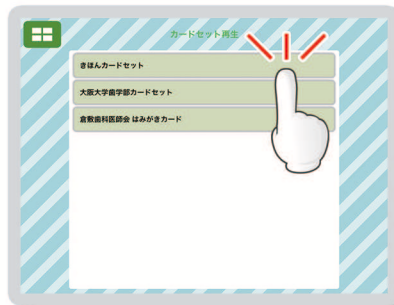 カードセット再生
きほんカードセット
大阪大学歯学部カードセット
倉敷歯科医師会 はみがきカード